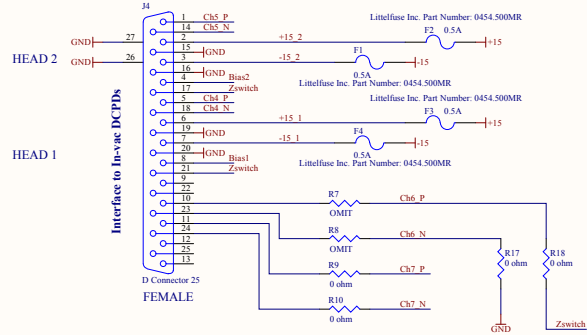 J4
1
Ch5_P
14
Ch5_N
Littelfuse Inc. Part Number: 0454.500MR
F2
0.5A
GND
27
2
+15_2
+15
15
GND
HEAD 2
GND
26
3
-15_2
F1
-15
16
GND
0.5A
4
Bias2
Littelfuse Inc. Part Number: 0454.500MR
17
Zswitch
5
Ch4_P
Littelfuse Inc. Part Number: 0454.500MR
18
Ch4_N
F3
0.5A
6
+15_1
+15
19
GND
7
-15_1
F4
-15
HEAD 1
20
GND
0.5A
8
Bias1
Littelfuse Inc. Part Number: 0454.500MR
21
Zswitch
9
22
Interface to In-vac DCPDs
10
R7
OMIT
Ch6_P
23
R8
OMIT
Ch6_N
11
24
12
25
13
R17
0 ohm
R18
0 ohm
R9
0 ohm
Ch7_P
D Connector 25
FEMALE
R10
0 ohm
Ch7_N
GND
Zswitch